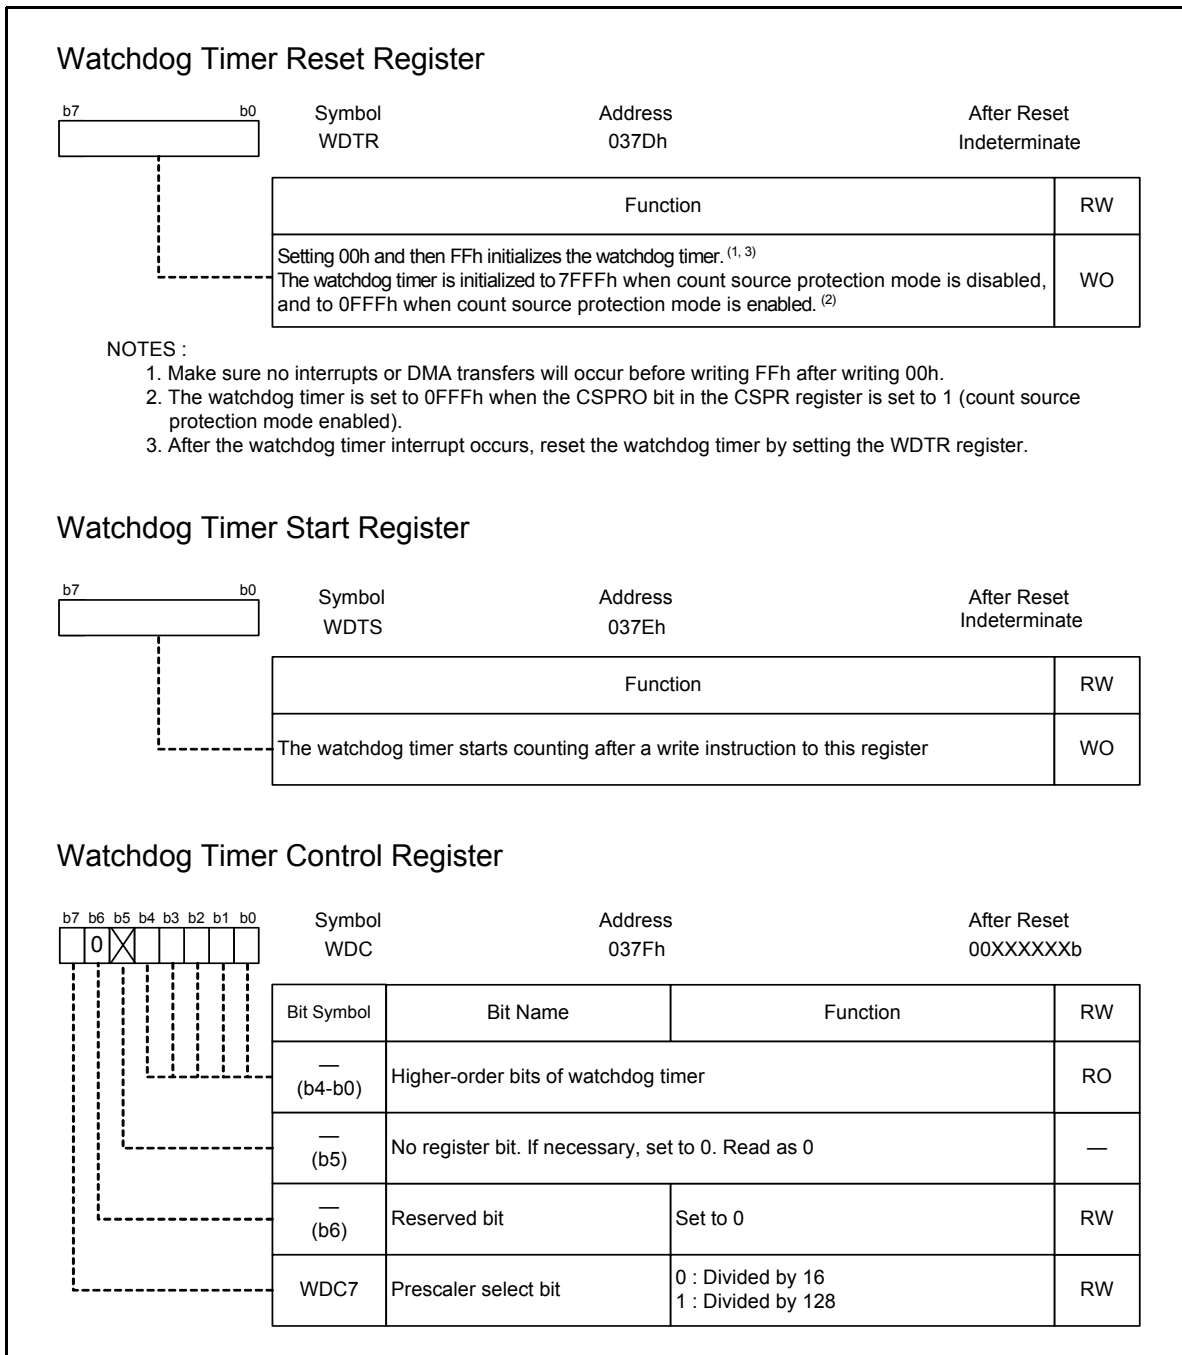 Watchdog Timer Reset Register
b7 b0 Symbol Address After Reset
WDTR 037Dh Indeterminate
Function RW
Setting 00h and then FFh initializes the watchdog timer. (1, 3)
The watchdog timer is initialized to 7FFFh when count source protection mode is disabled,
and to 0FFFh when count source protection mode is enabled. (2)
WO
NOTES :
1. Make sure no interrupts or DMA transfers will occur before writing FFh after writing 00h.
2. The watchdog timer is set to 0FFFh when the CSPRO bit in the CSPR register is set to 1 (count source
protection mode enabled).
3. After the watchdog timer interrupt occurs, reset the watchdog timer by setting the WDTR register.
Watchdog Timer Start Register
b7 b0 Symbol Address After Reset
WDTS 037Eh Indeterminate
Function RW
The watchdog timer starts counting after a write instruction to this register WO
Watchdog Timer Control Register
b7 b6 b5 b4 b3 b2 b1 b0 Symbol Address After Reset
0 WDC 037Fh 00XXXXXXb
Bit Symbol Bit Name Function RW
—
(b4-b0) Higher-order bits of watchdog timer RO
—
(b5) No register bit. If necessary, set to 0. Read as 0 —
—
(b6) Reserved bit Set to 0 RW
WDC7 Prescaler select bit 0 : Divided by 16
1 : Divided by 128 RW